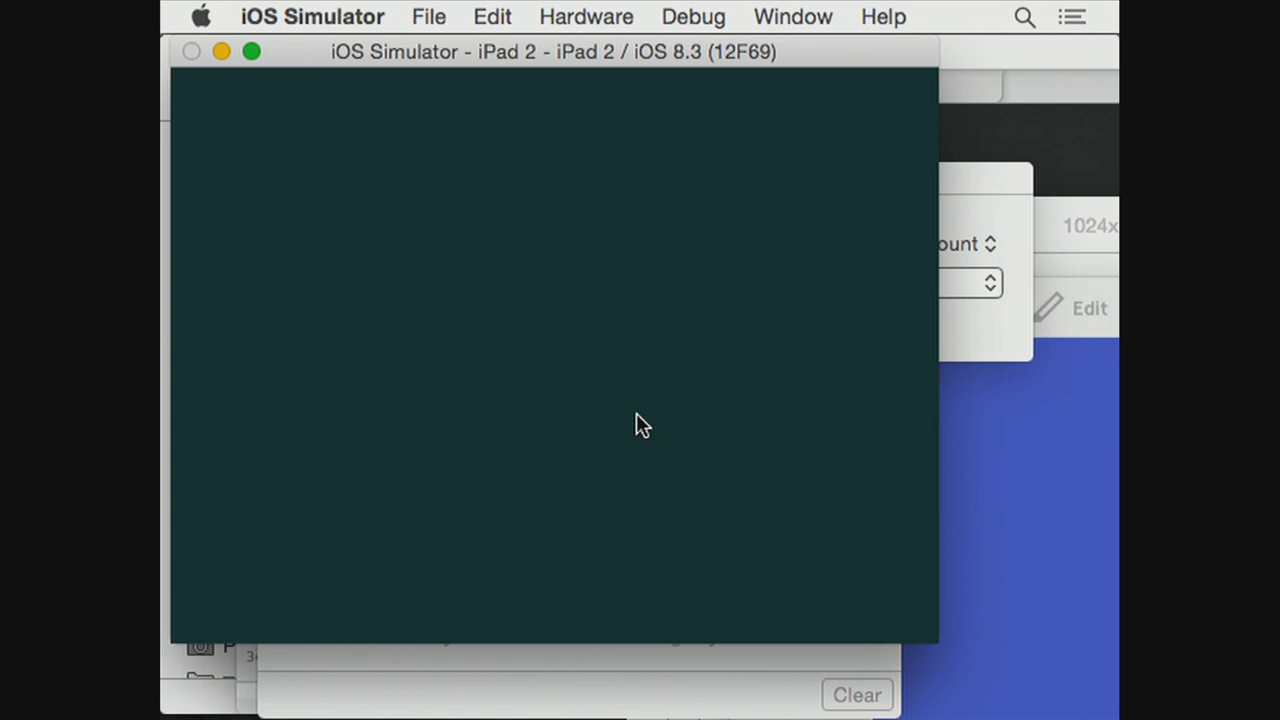 iOS Simulator File Edit Hardware Debug Window Help
iOS Simulator - iPad 2 - iPad 2 / iOS 8.3 (12F69)
1024x
ount
Edit
Clear